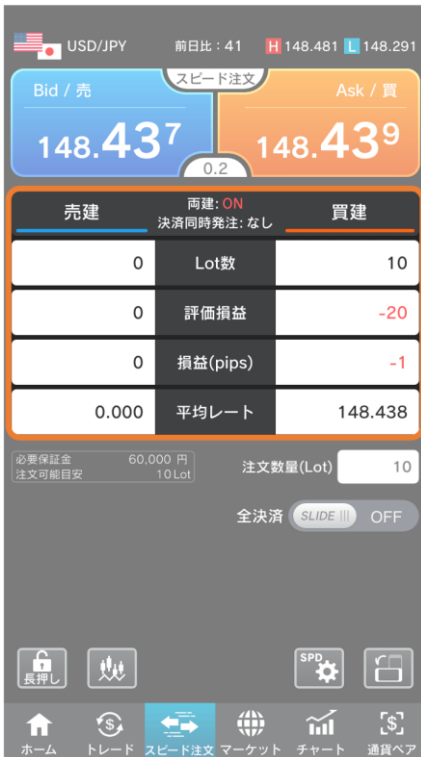 USD/JPY 前日比：41 H 148.481 L 148.291
スピード注文
Bid / 売 Ask / 買
148.437 148.439
0.2
売建 両建: ON 買建
決済同時発注: なし
0 Lot数 10
0 評価損益 -20
0 損益(pips) -1
0.000 平均レート 148.438
必要保証金 60,000 円
注文可能目安 10Lot
注文数量(Lot) 10
全決済 SLIDE OFF
長押し SPD
ホーム トレード スピード注文 マーケット チャート 通貨ペア